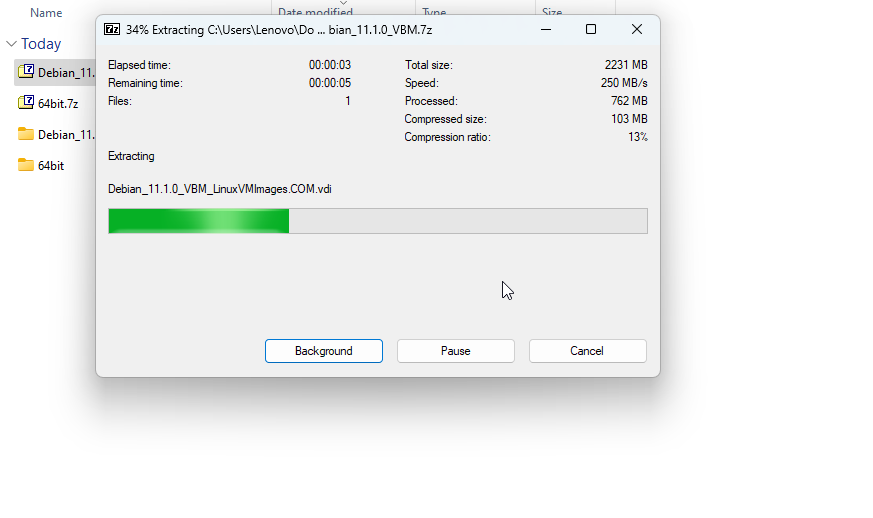 Name
Date modified
Type
Size
Today
Debian_11.
64bit.7z
Debian_11.
64bit
34% Extracting C:\Users\Lenovo\Do ... bian_11.1.0_VBM.7z
Elapsed time: 00:00:03 Total size: 2231 MB
Remaining time: 00:00:05 Speed: 250 MB/s
Files: 1 Processed: 762 MB
Compressed size: 103 MB
Compression ratio: 13%
Extracting
Debian_11.1.0_VBM_LinuxVMImages.COM.vdi
Background Pause Cancel